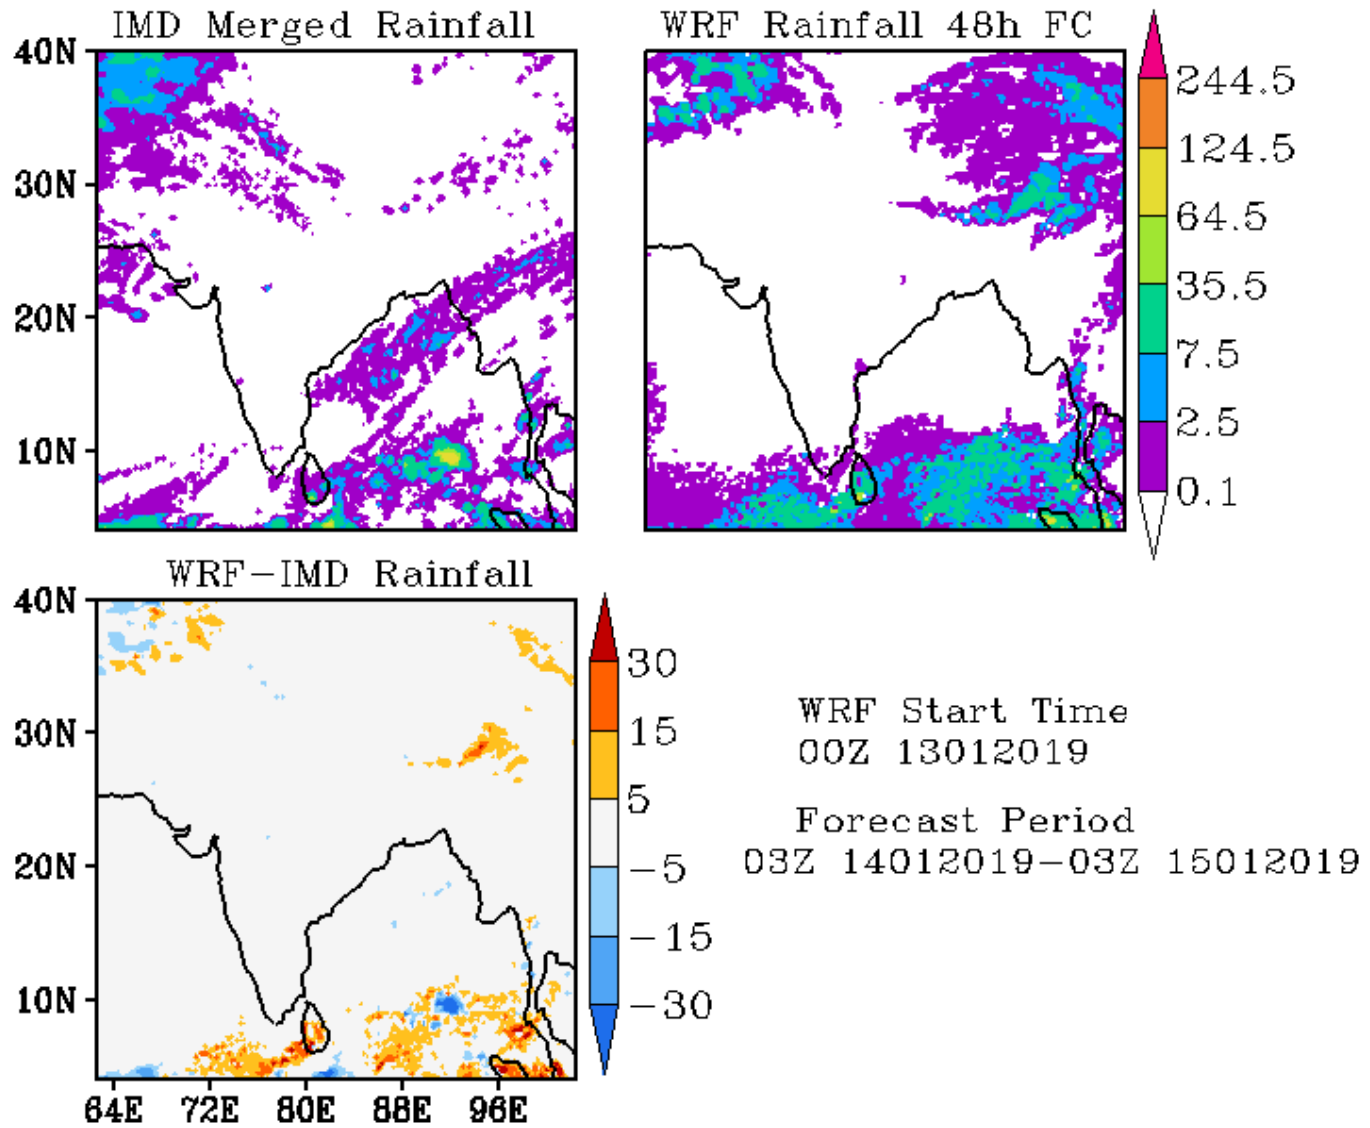 IMD Merged Rainfall
WRF Rainfall 48h FC
40N
30N
20N
10N
244.5
124.5
64.5
35.5
7.5
2.5
0.1
WRF-IMD Rainfall
40N
30N
20N
10N
64E 72E 80E 88E 96E
30
15
5
-5
-15
-30
WRF Start Time
00Z 13012019
Forecast Period
03Z 14012019-03Z 15012019